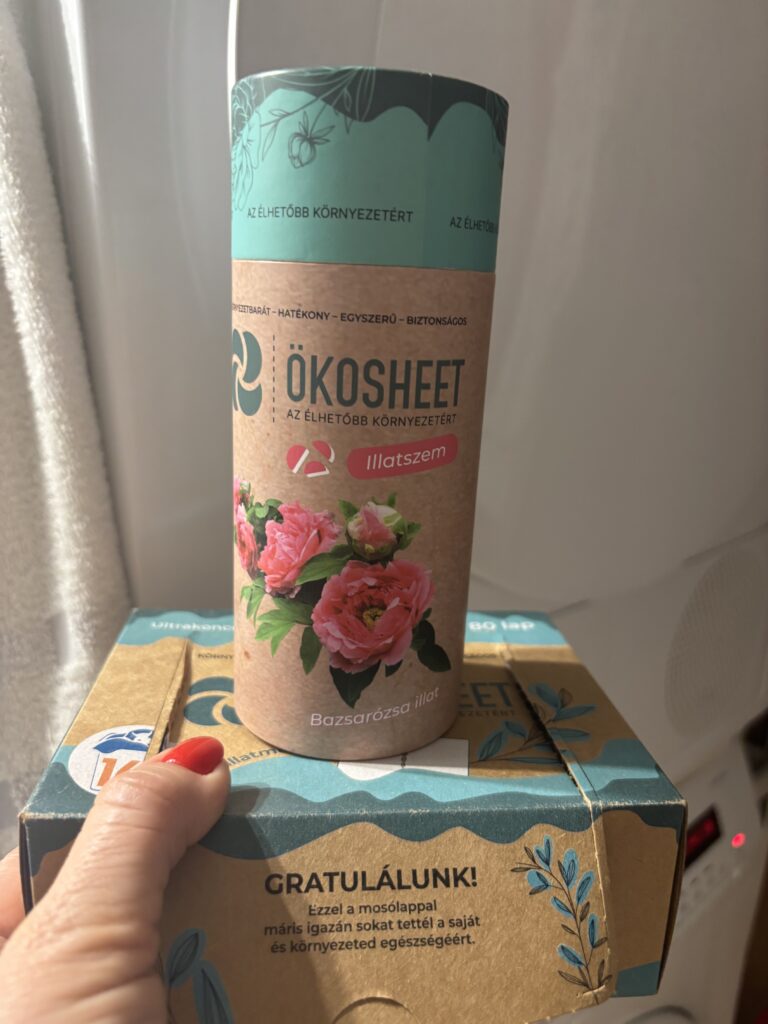 AZ ÉLHETŐBB KÖRNYEZETÉRT
AZ ÉLHETŐBB
HATÉKONY – EGYSZERŰ – BIZTONSÁGOS
ÖKOSHEET
AZ ÉLHETŐBB KÖRNYEZETÉRT
Illatszem
Bazsarózsa illat
80 lap
SHEET
GRATULÁLUNK!
Ezzel a mosólappal
máris igazán sokat tettél a saját
és környezeted egészségéért.